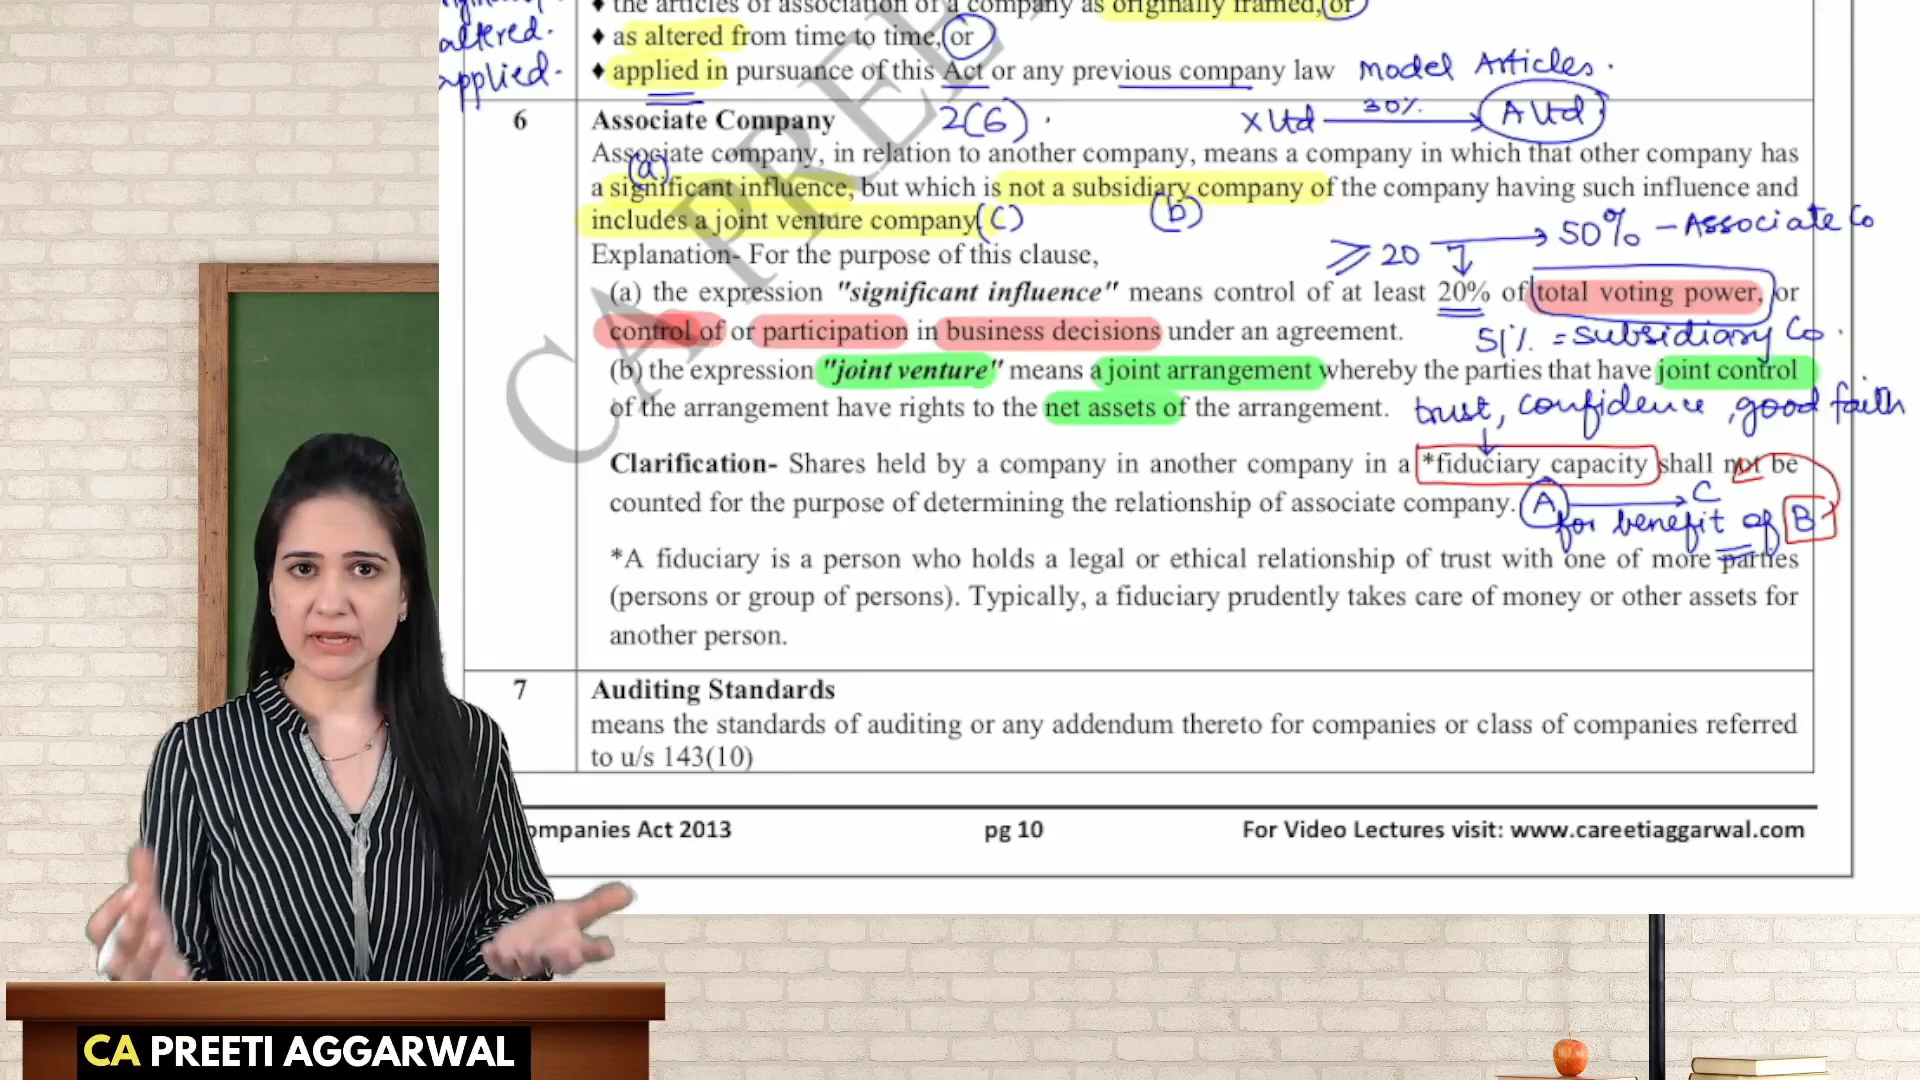 ♦ the articles of association of a company as originally framed, or
altered.
♦ as altered from time to time, or
applied.
♦ applied in pursuance of this Act or any previous company law Model Articles.
6 Associate Company 2(6). X Ltd 30% A Ltd
Associate company, in relation to another company, means a company in which that other company has
(a)
a significant influence, but which is not a subsidiary company of the company having such influence and
includes a joint venture company (c) (b)
50% - Associate Co
Explanation- For the purpose of this clause, ≥ 20
(a) the expression "significant influence" means control of at least 20% of total voting power, or
control of or participation in business decisions under an agreement. 51% = subsidiary Co.
(b) the expression "joint venture" means a joint arrangement whereby the parties that have joint control
of the arrangement have rights to the net assets of the arrangement. trust, confidence, good faith
Clarification- Shares held by a company in another company in a *fiduciary capacity shall not be
counted for the purpose of determining the relationship of associate company. A C
for benefit of B
*A fiduciary is a person who holds a legal or ethical relationship of trust with one of more parties
(persons or group of persons). Typically, a fiduciary prudently takes care of money or other assets for
another person.
7 Auditing Standards
means the standards of auditing or any addendum thereto for companies or class of companies referred
to u/s 143(10)
ompanies Act 2013 pg 10 For Video Lectures visit: www.careetiaggarwal.com
CA PREETI AGGARWAL
CA PREE